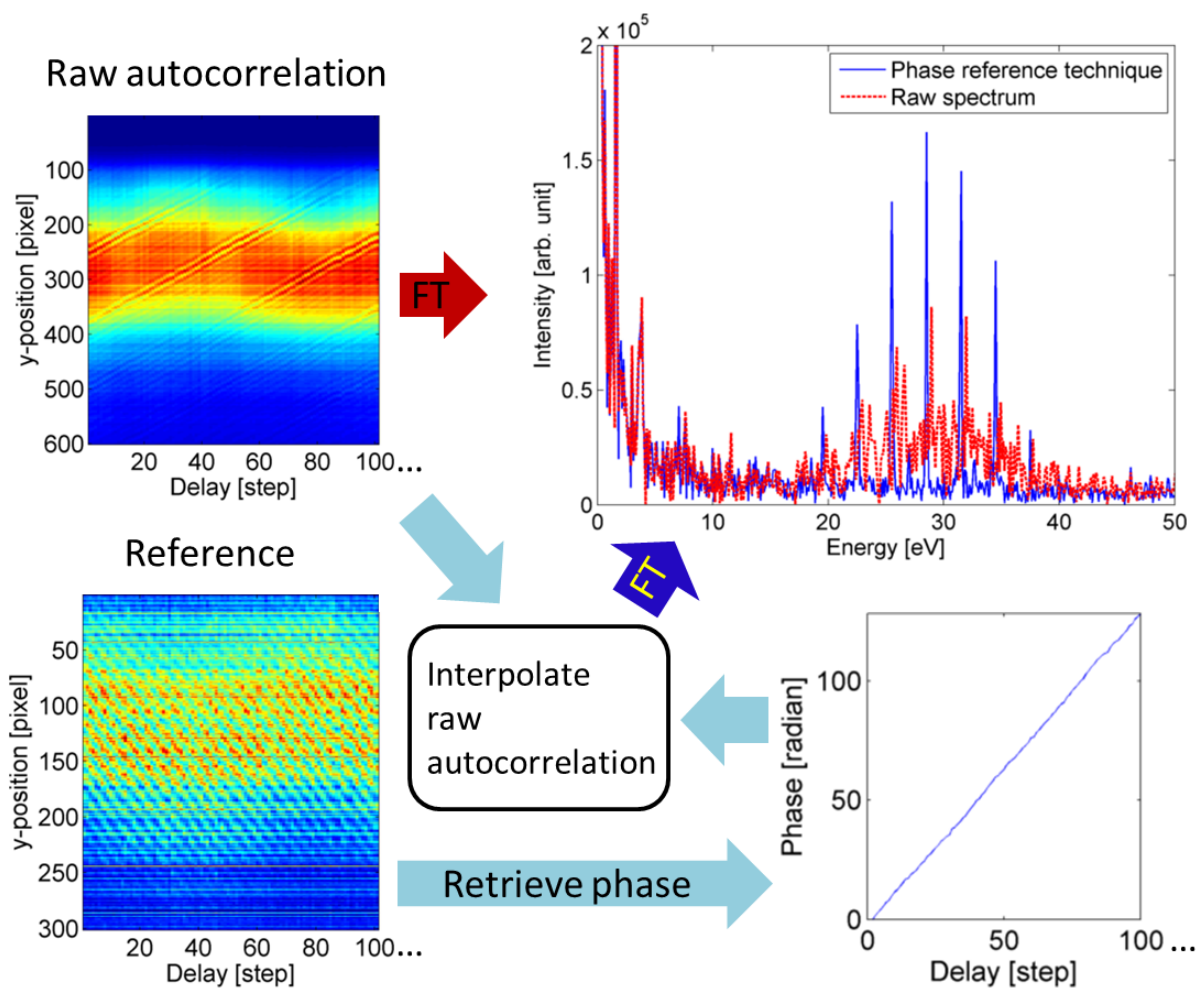 Raw autocorrelation
y-position [pixel]
100
200
300
400
500
600
20 40 60 80 100...
Delay [step]
FT
x 10⁵
Phase reference technique
Raw spectrum
Intensity [arb. unit]
2
1.5
1
0.5
0
0 10 20 30 40 50
Energy [eV]
FT
Reference
y-position [pixel]
50
100
150
200
250
300
20 40 60 80 100...
Delay [step]
Interpolate
raw
autocorrelation
Retrieve phase
Phase [radian]
100
50
0
0 50 100 ...
Delay [step]